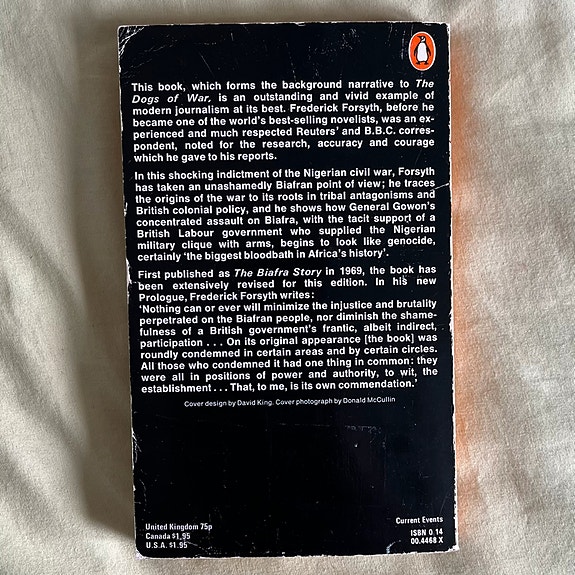 This book, which forms the background narrative to The
Dogs of War, is an outstanding and vivid example of
modern journalism at its best. Frederick Forsyth, before he
became one of the world's best-selling novelists, was an ex-
perienced and much respected Reuters' and B.B.C. corres-
pondent, noted for the research, accuracy and courage
which he gave to his reports.
In this shocking indictment of the Nigerian civil war, Forsyth
has taken an unashamedly Biafran point of view; he traces
the origins of the war to its roots in tribal antagonisms and
British colonial policy, and he shows how General Gowon's
concentrated assault on Biafra, with the tacit support of a
British Labour government who supplied the Nigerian
military clique with arms, begins to look like genocide,
certainly 'the biggest bloodbath in Africa's history'.
First published as The Biafra Story in 1969, the book has
been extensively revised for this edition. In his new
Prologue, Frederick Forsyth writes:
'Nothing can or ever will minimize the injustice and brutality
perpetrated on the Biafran people, nor diminish the shame-
fulness of a British government's frantic, albeit indirect,
participation . . . On its original appearance [the book] was
roundly condemned in certain areas and by certain circles.
All those who condemned it had one thing in common: they
were all in positions of power and authority, to wit, the
establishment . . . That, to me, is its own commendation.'
Cover design by David King. Cover photograph by Donald McCullin
United Kingdom 75p
Canada $1.95
U.S.A. $1.95
Current Events
ISBN 0 14
00.4468 X